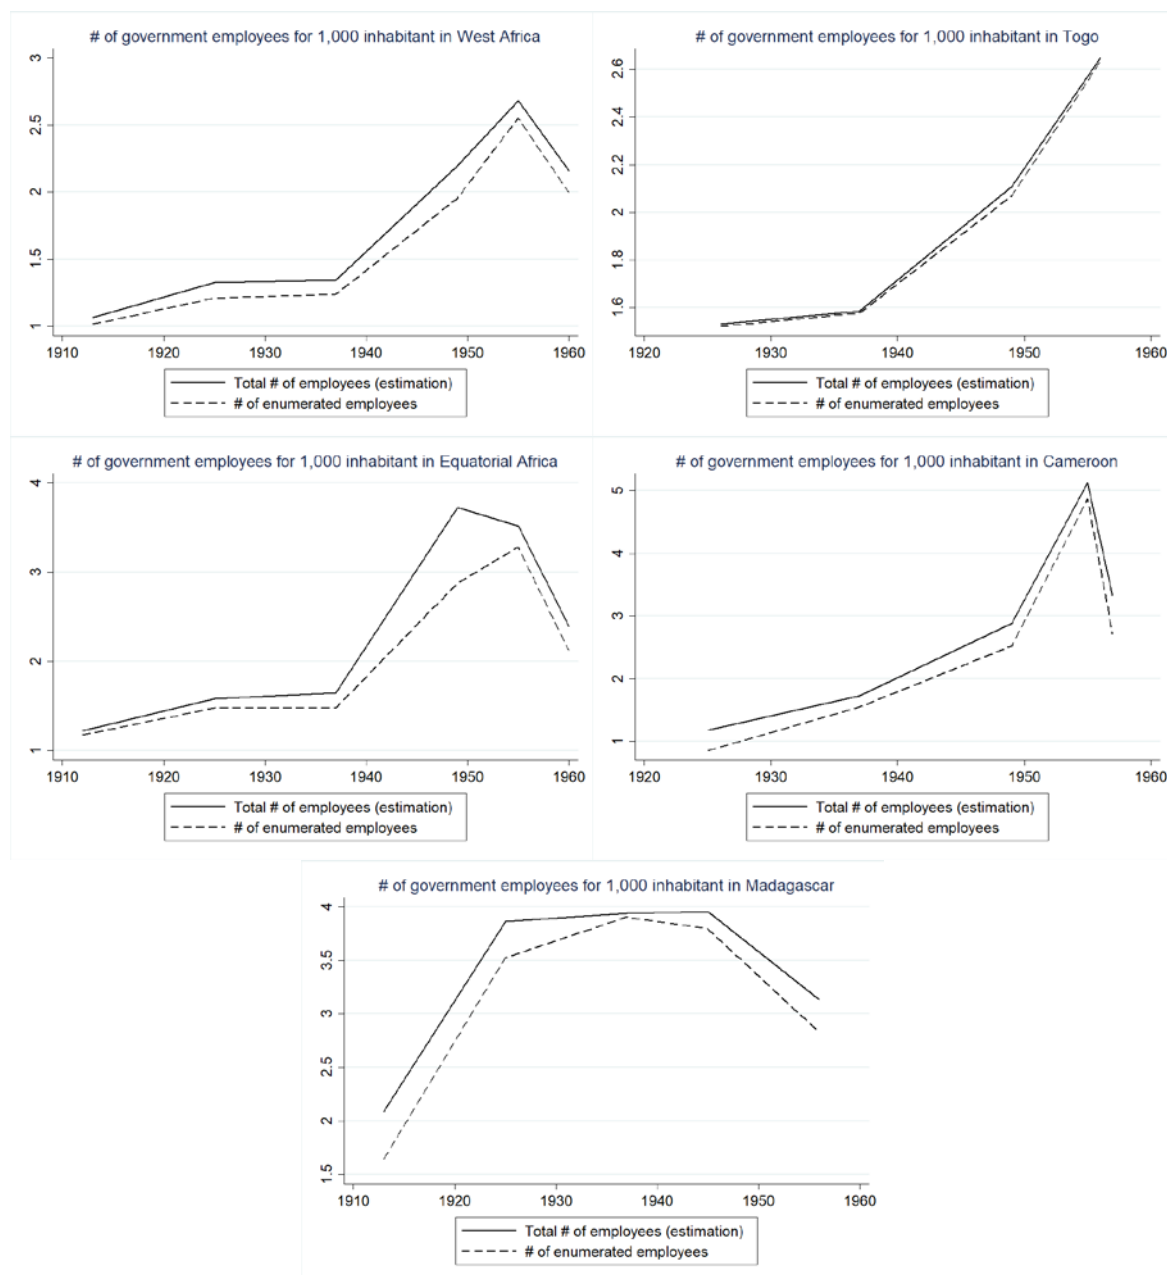 # of government employees for 1,000 inhabitant in West Africa
3
2.5
2
1.5
1
1910 1920 1930 1940 1950 1960
Total # of employees (estimation)
# of enumerated employees
# of government employees for 1,000 inhabitant in Togo
2.6
2.4
2.2
2
1.8
1.6
1920 1930 1940 1950 1960
Total # of employees (estimation)
# of enumerated employees
# of government employees for 1,000 inhabitant in Equatorial Africa
4
3
2
1
1910 1920 1930 1940 1950 1960
Total # of employees (estimation)
# of enumerated employees
# of government employees for 1,000 inhabitant in Cameroon
5
4
3
2
1
1920 1930 1940 1950 1960
Total # of employees (estimation)
# of enumerated employees
# of government employees for 1,000 inhabitant in Madagascar
4
3.5
3
2.5
2
1.5
1910 1920 1930 1940 1950 1960
Total # of employees (estimation)
# of enumerated employees